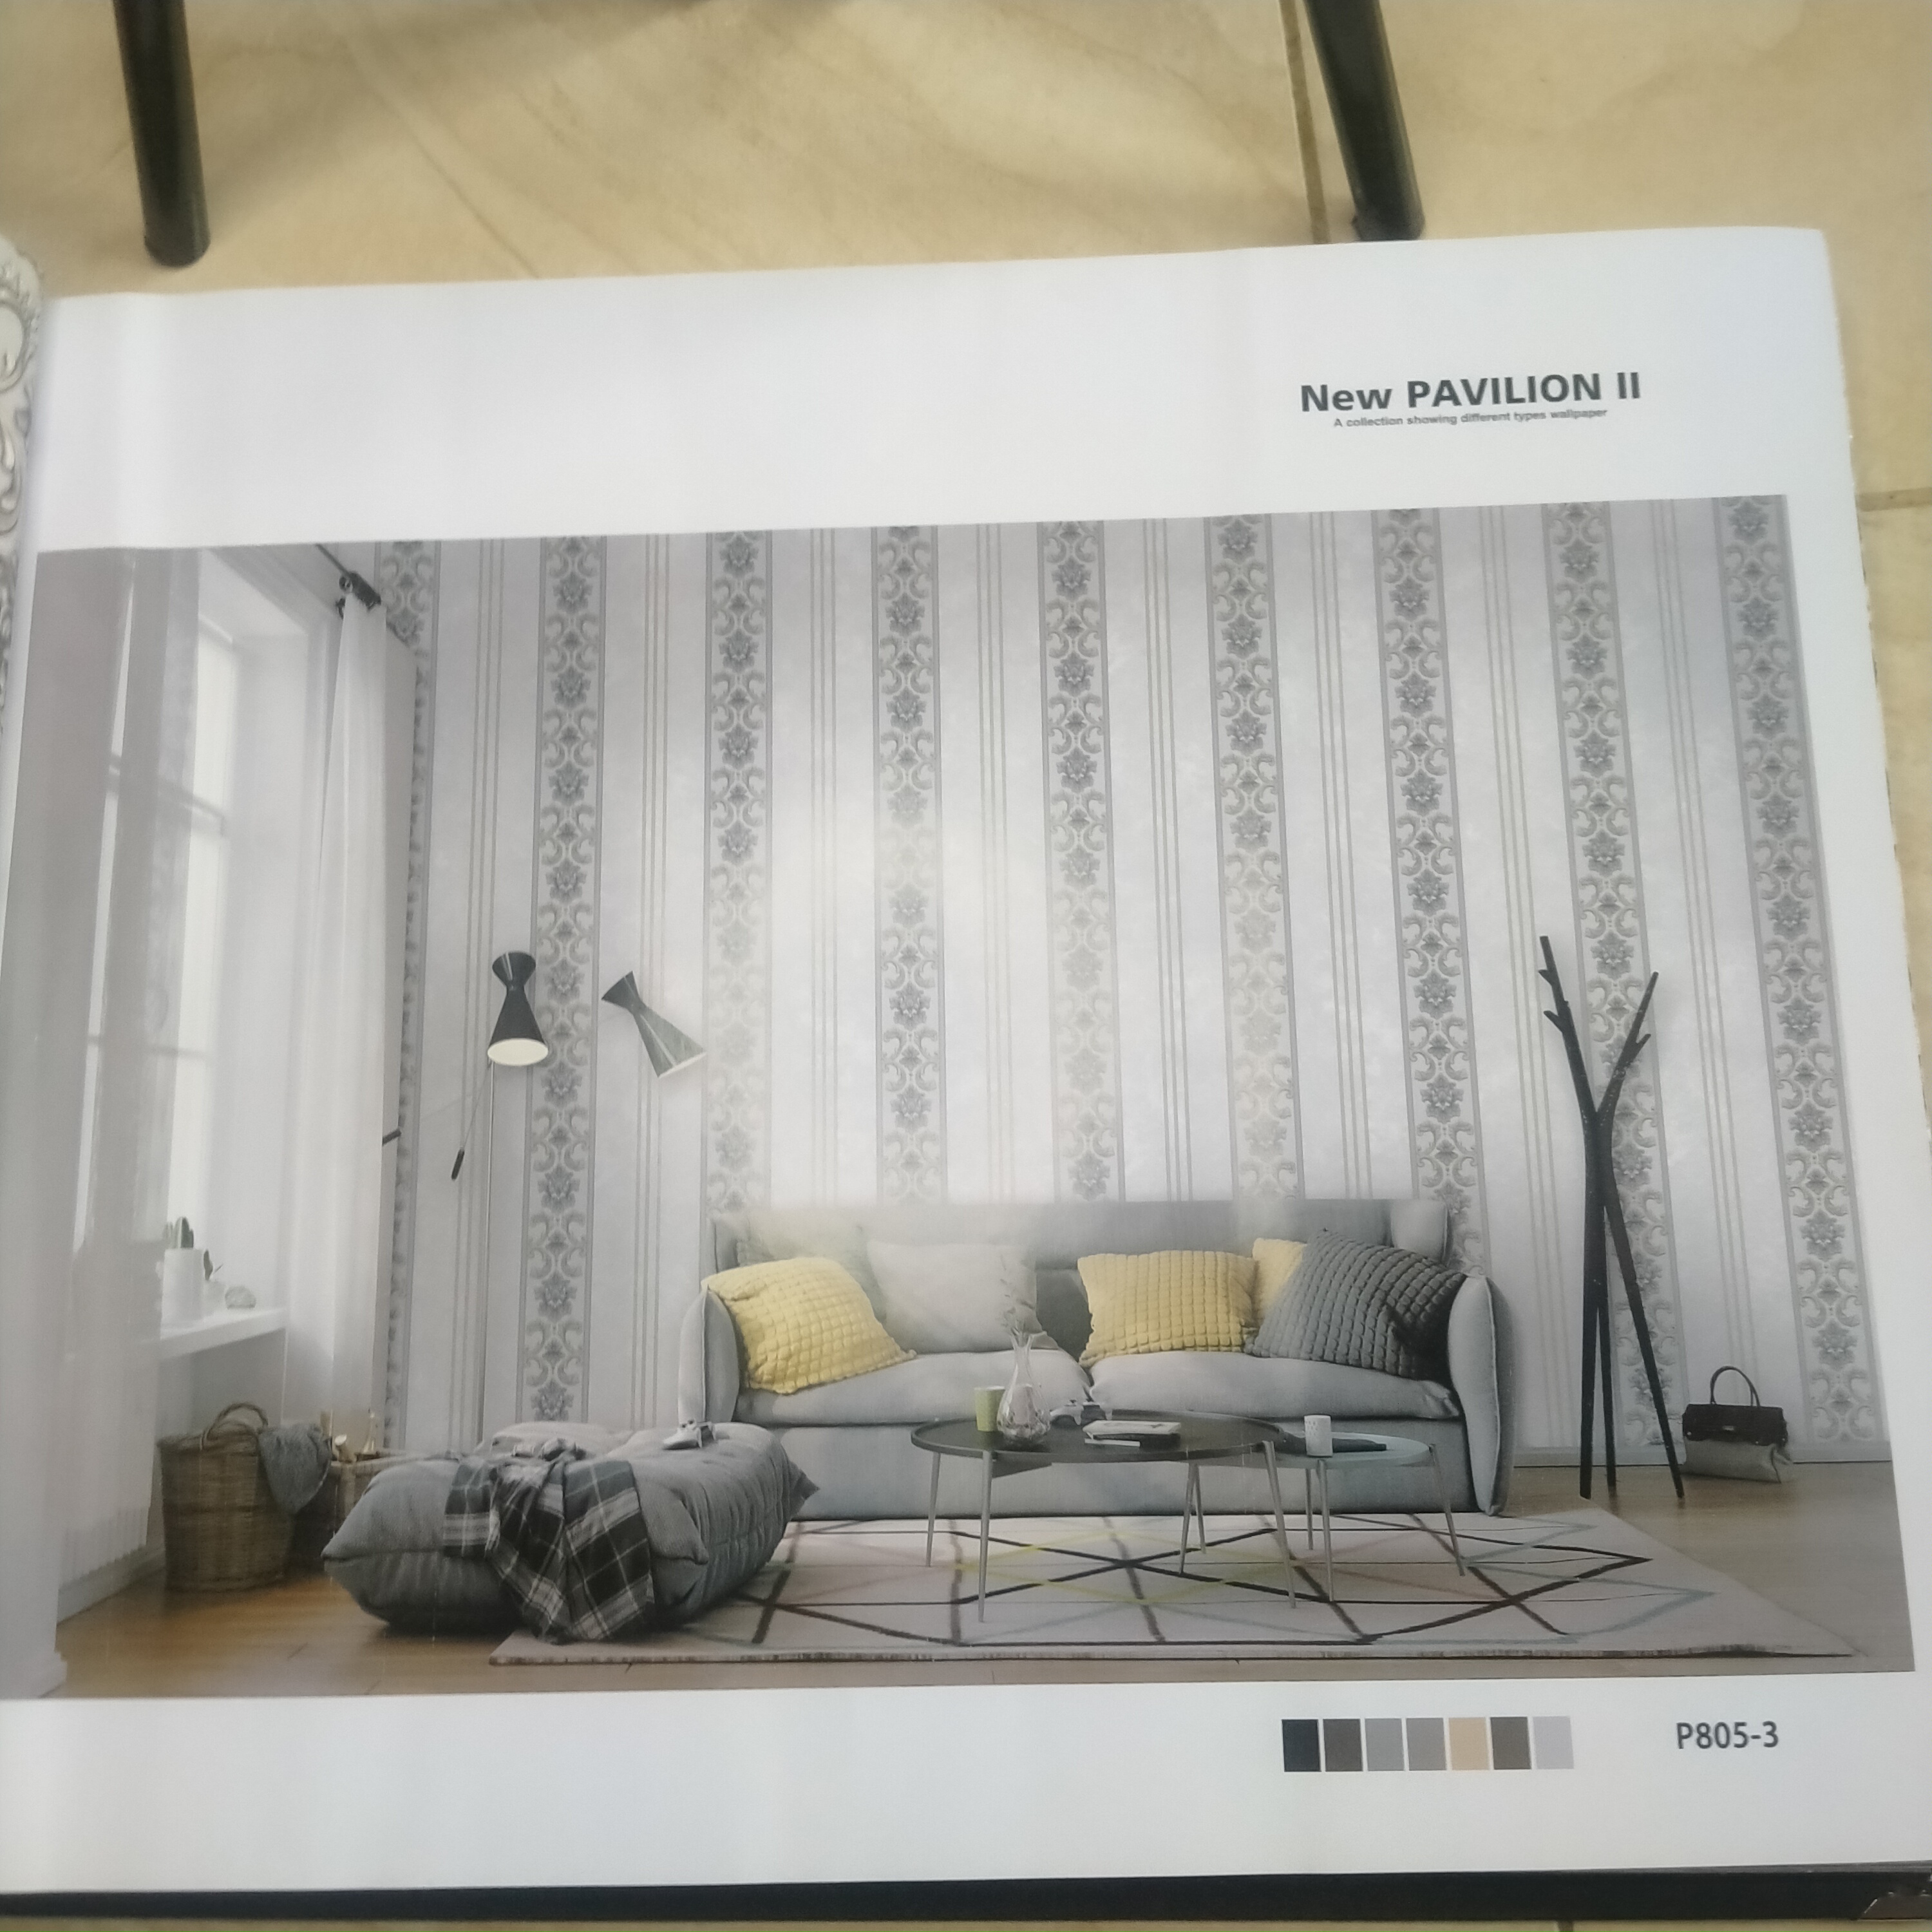 New PAVILION II
A collection showing different types wallpaper
P805-3